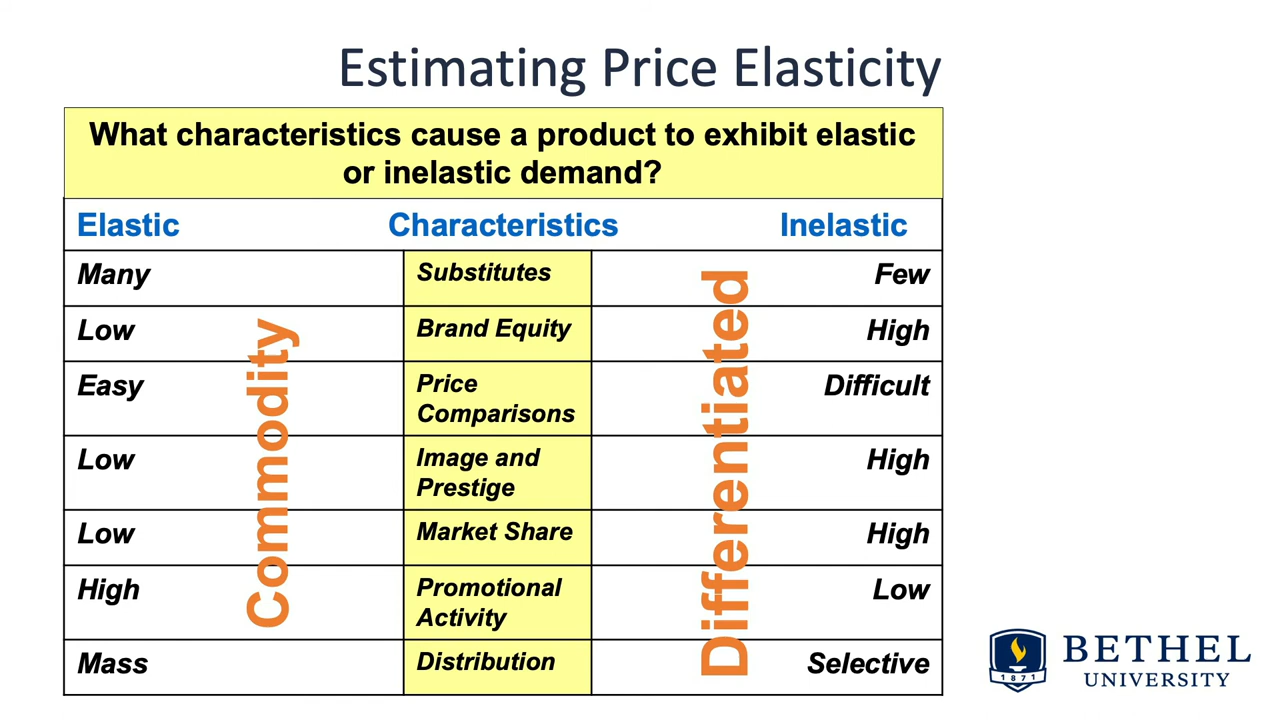 Estimating Price Elasticity
What characteristics cause a product to exhibit elastic
or inelastic demand?
Elastic Characteristics Inelastic
Many Substitutes Few
Low Brand Equity High
Easy Price Comparisons Difficult
Low Image and Prestige High
Low Market Share High
High Promotional Activity Low
Mass Distribution Selective
Commodity
Differentiated
1871
BETHEL
UNIVERSITY